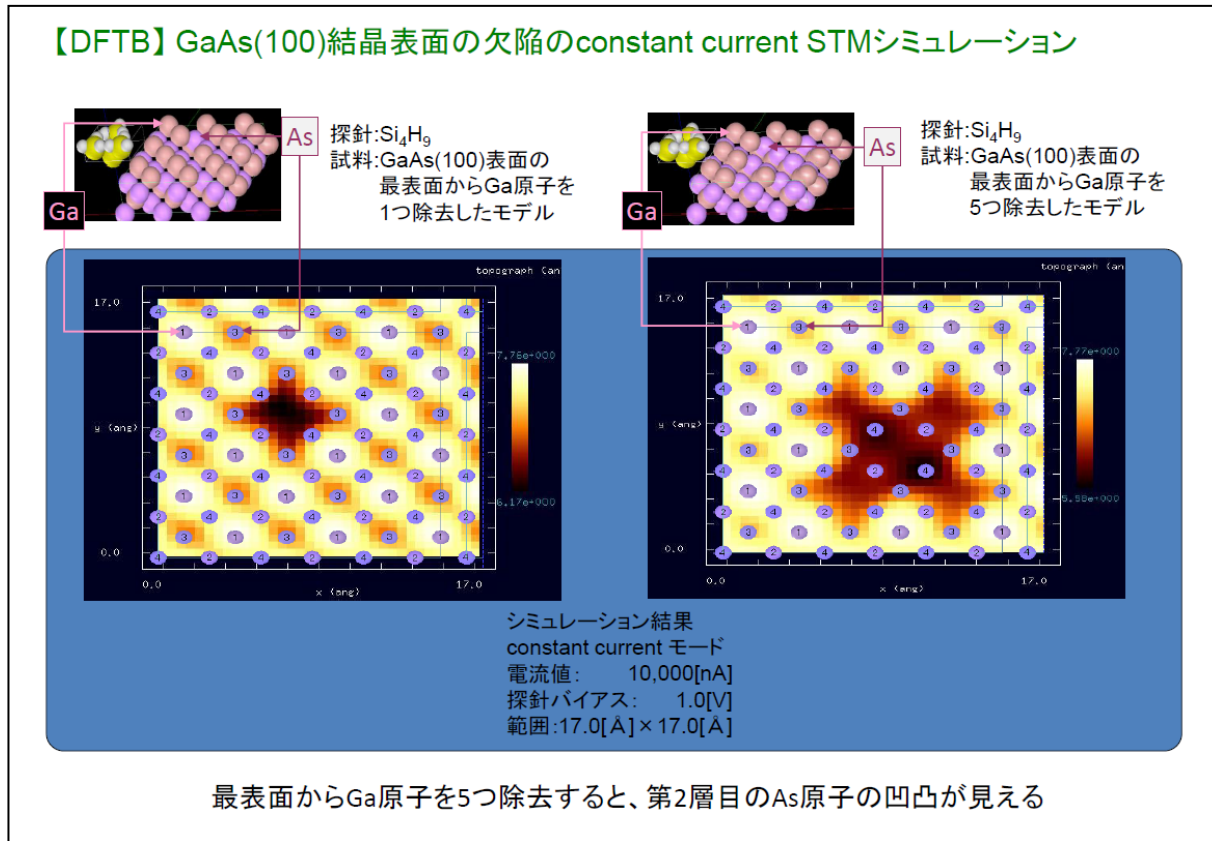 【DFTB】 GaAs(100)結晶表面の欠陥のconstant current STMシミュレーション
As
Ga
探針:Si4H9
試料:GaAs(100)表面の
最表面からGa原子を
1つ除去したモデル
As
Ga
探針:Si4H9
試料:GaAs(100)表面の
最表面からGa原子を
5つ除去したモデル
topograph (an
17.0
y (ang)
0.0
0.0
x (ang)
17.0
7.76e+000
6.17e+000
topograph (an
17.0
y (ang)
0.0
0.0
x (ang)
17.0
7.77e+000
5.98e+000
シミュレーション結果
constant current モード
電流値: 10,000[nA]
探針バイアス: 1.0[V]
範囲:17.0[Å]×17.0[Å]
最表面からGa原子を5つ除去すると、第2層目のAs原子の凹凸が見える